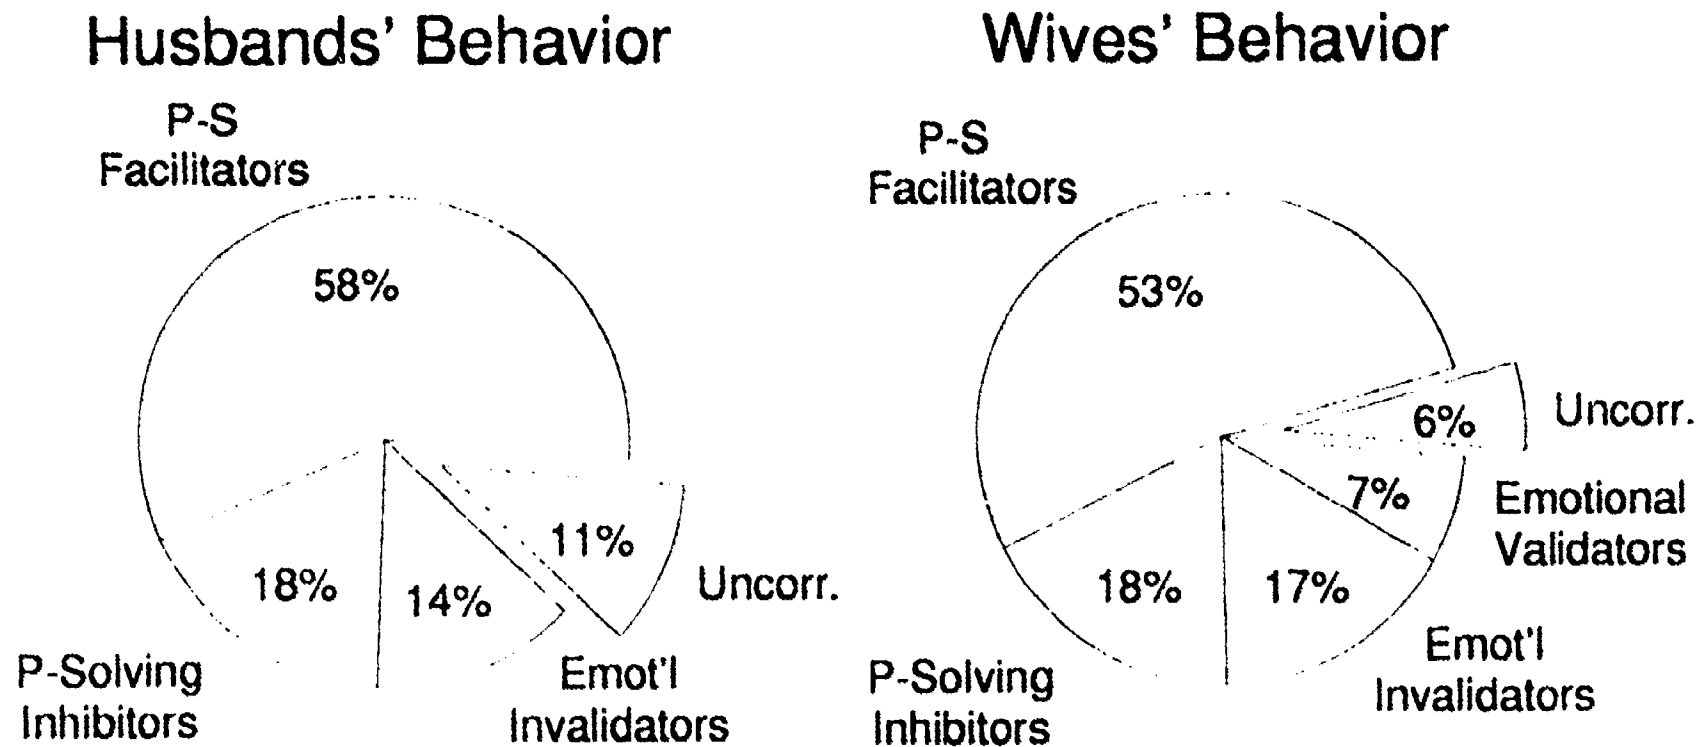 Husbands' Behavior
P-S
Facilitators
58%
11%
Uncorr.
14%
Emot'l
Invalidators
18%
P-Solving
Inhibitors
Wives' Behavior
P-S
Facilitators
53%
6%
Uncorr.
7%
Emotional
Validators
17%
Emot'l
Invalidators
18%
P-Solving
Inhibitors